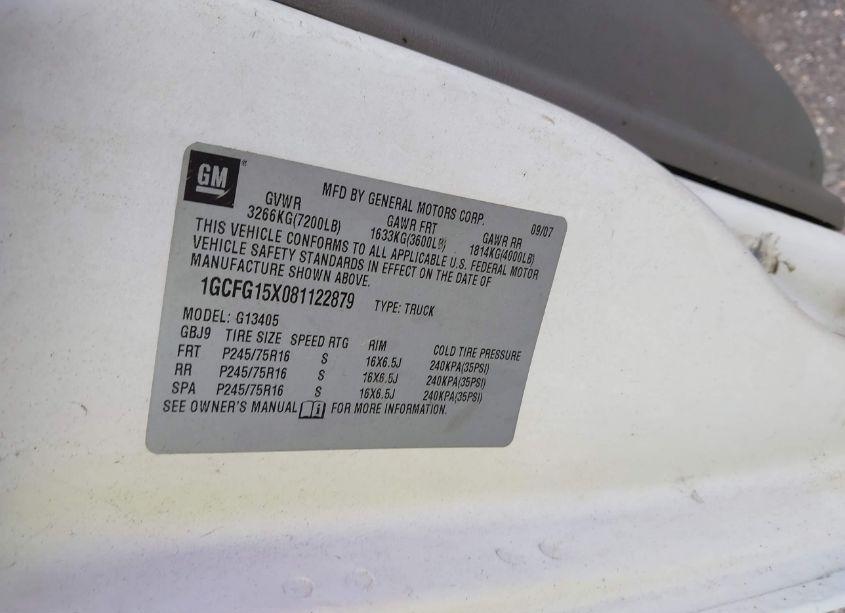 GM®
MFD BY GENERAL MOTORS CORP. 09/07
GVWR GAWR FRT GAWR RR
3266KG(7200LB) 1633KG(3600LB) 1814KG(4000LB)
THIS VEHICLE CONFORMS TO ALL APPLICABLE U.S. FEDERAL MOTOR
VEHICLE SAFETY STANDARDS IN EFFECT ON THE DATE OF
MANUFACTURE SHOWN ABOVE.
1GCFG15X081122879 TYPE: TRUCK
MODEL: G13405
GBJ9 TIRE SIZE SPEED RTG RIM COLD TIRE PRESSURE
FRT P245/75R16 S 16X6.5J 240KPA(35PSI)
RR P245/75R16 S 16X6.5J 240KPA(35PSI)
SPA P245/75R16 S 16X6.5J 240KPA(35PSI)
SEE OWNER'S MANUAL i FOR MORE INFORMATION.